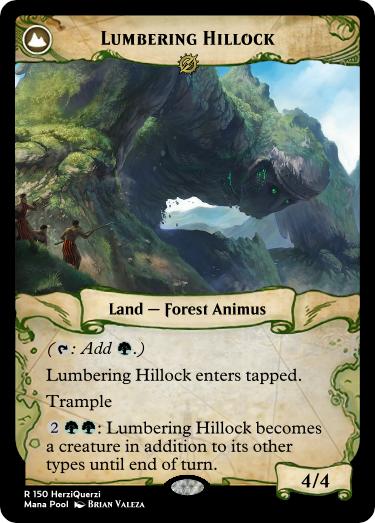 Lumbering Hillock
Land — Forest Animus
(: Add .)
Lumbering Hillock enters tapped.
Trample
2 : Lumbering Hillock becomes
a creature in addition to its other
types until end of turn.
4/4
R 150 HerziQuerzi
Mana Pool Brian Valeza